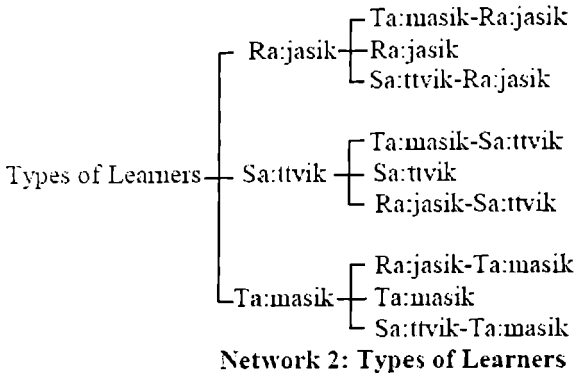 Ta:masik-Ra:jasik
Ra:jasik
Ra:jasik
Sa:ttvik-Ra:jasik
Ta:masik-Sa:ttvik
Types of Learners
Sa:ttvik
Sa:ttvik
Ra:jasik-Sa:ttvik
Ra:jasik-Ta:masik
Ta:masik
Ta:masik
Sa:ttvik-Ta:masik
Network 2: Types of Learners